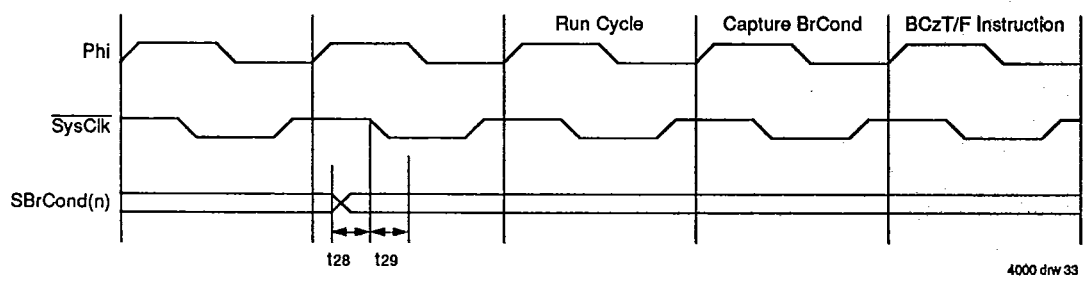 Run Cycle Capture BrCond BCzT/F Instruction
Phi
SysClk
SBrCond(n)
t28 t29
4000 drw 33